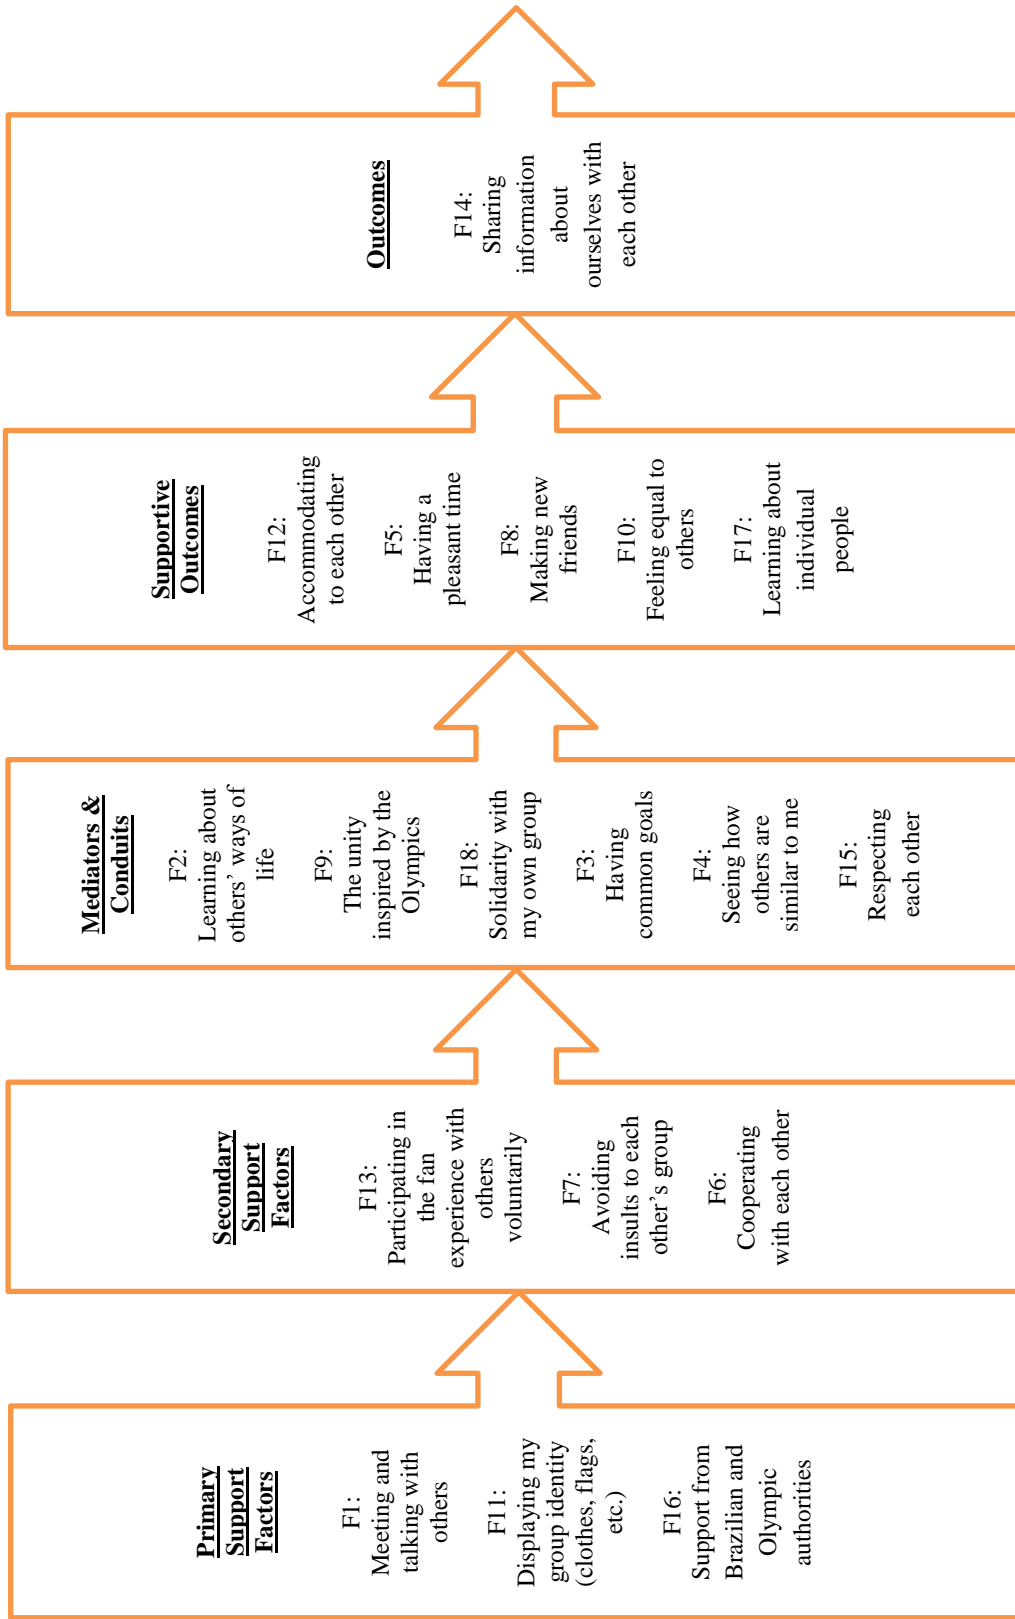 Primary
Support
Factors
F1:
Meeting and
talking with
others
F11:
Displaying my
group identity
(clothes, flags,
etc.)
F16:
Support from
Brazilian and
Olympic
authorities
Secondary
Support
Factors
F13:
Participating in
the fan
experience with
others
voluntarily
F7:
Avoiding
insults to each
other’s group
F6:
Cooperating
with each other
Mediators &
Conduits
F2:
Learning about
others’ ways of
life
F9:
The unity
inspired by the
Olympics
F18:
Solidarity with
my own group
F3:
Having
common goals
F4:
Seeing how
others are
similar to me
F15:
Respecting
each other
Supportive
Outcomes
F12:
Accommodating
to each other
F5:
Having a
pleasant time
F8:
Making new
friends
F10:
Feeling equal to
others
F17:
Learning about
individual
people
Outcomes
F14:
Sharing
information
about
ourselves with
each other